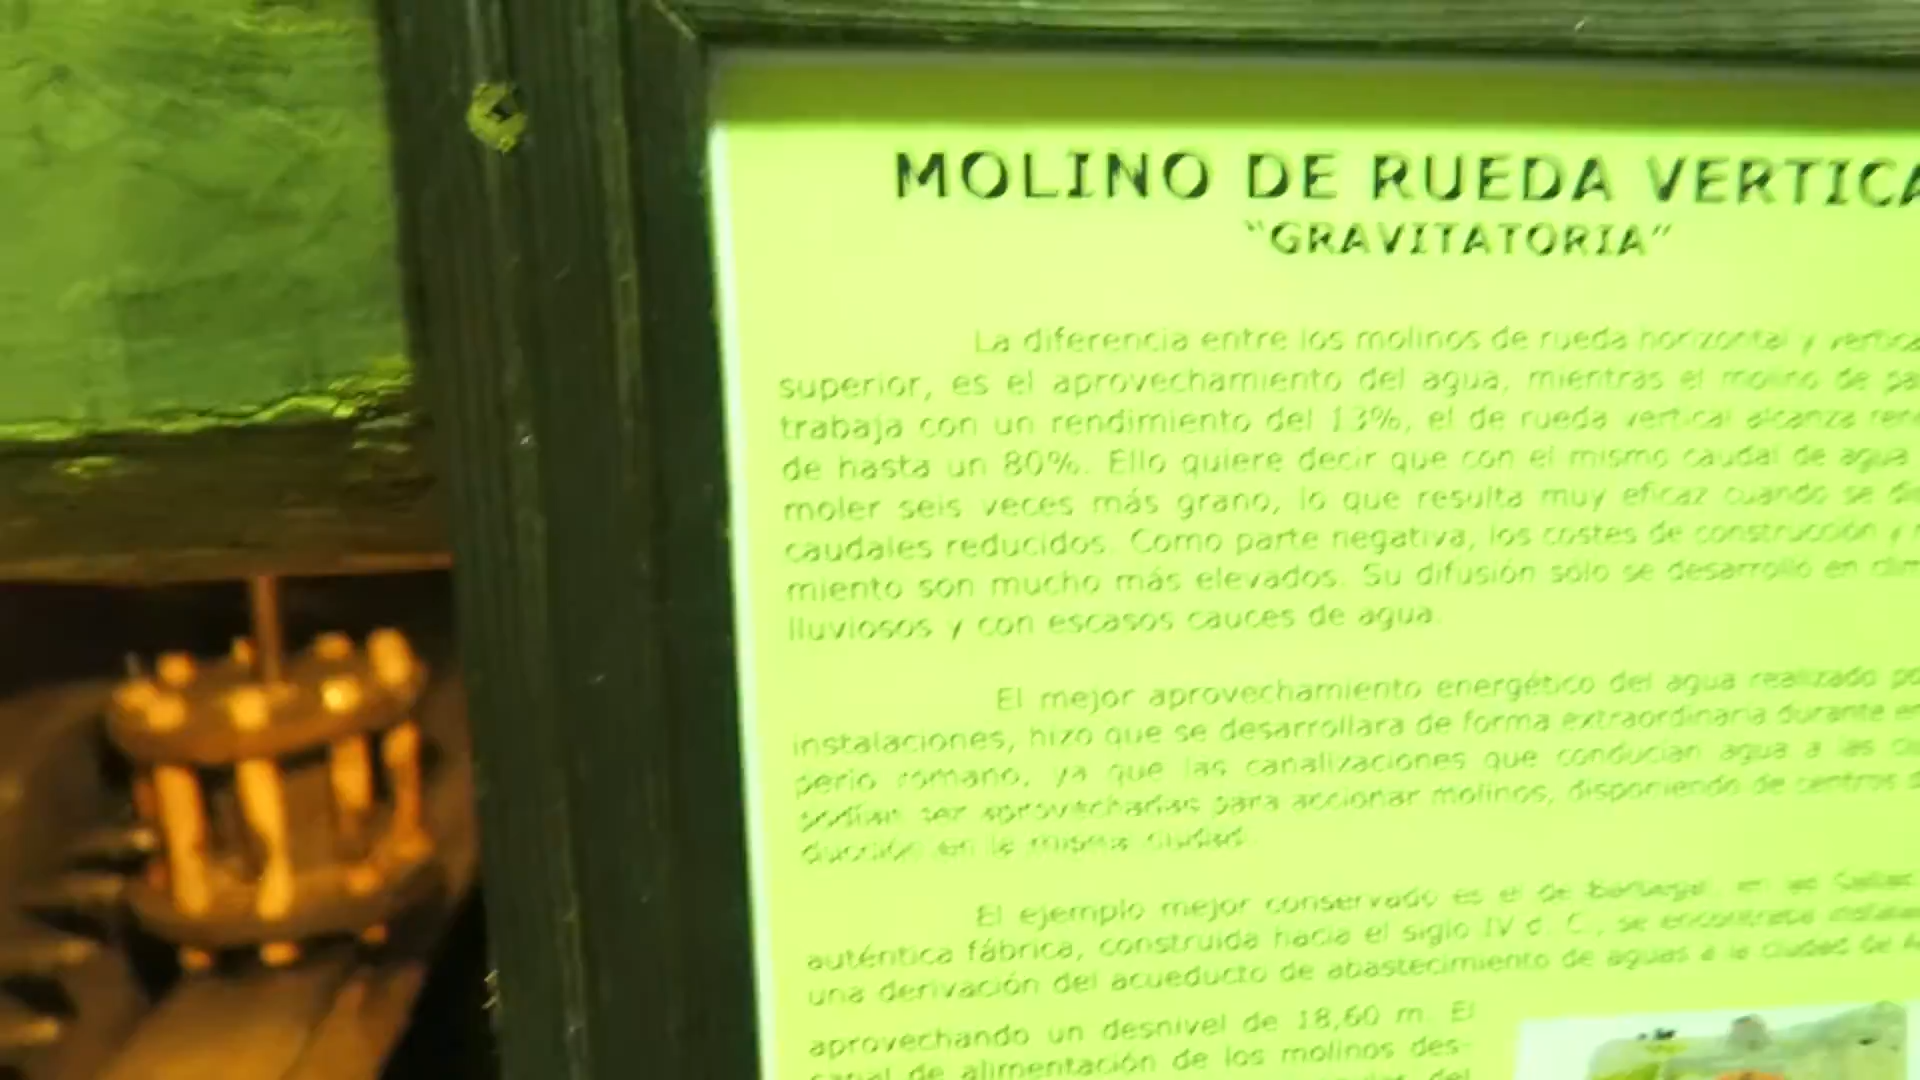 MOLINO DE RUEDA VERTICA
"GRAVITATORIA"
La diferencia entre los molinos de rueda horizontal y vertica
superior, es el aprovechamiento del agua, mientras el molino de
trabaja con un rendimiento del 13%, el de rueda vertical alcanza
de hasta un 80%. Ello quiere decir que con el mismo caudal de agua
moler seis veces más grano, lo que resulta muy eficaz cuando se
caudales reducidos. Como parte negativa, los costes de construcción y
miento son mucho más elevados. Su difusión sólo se desarrolló en
lluviosos y con escasos cauces de agua.
El mejor aprovechamiento energético del agua realizado
instalaciones, hizo que se desarrollara de forma extraordinaria durante
perio romano, ya que las canalizaciones que conducían agua a las
podían ser aprovechadas para accionar molinos, disponiendo de centros
ducción en la misma ciudad.
El ejemplo mejor conservado es el de
auténtica fábrica, construida hacia el siglo IV d. C., se
una derivación del acueducto de abastecimiento de aguas a la ciudad de
aprovechando un desnivel de 18,60 m. El
canal de alimentación de los molinos des-
del